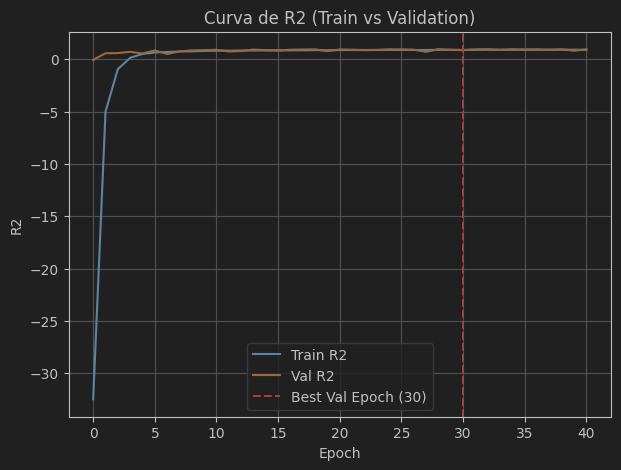 Curva de R2 (Train vs Validation)
0
−5
−10
−15
−20
−25
−30
R2
Train R2
Val R2
Best Val Epoch (30)
0 5 10 15 20 25 30 35 40
Epoch